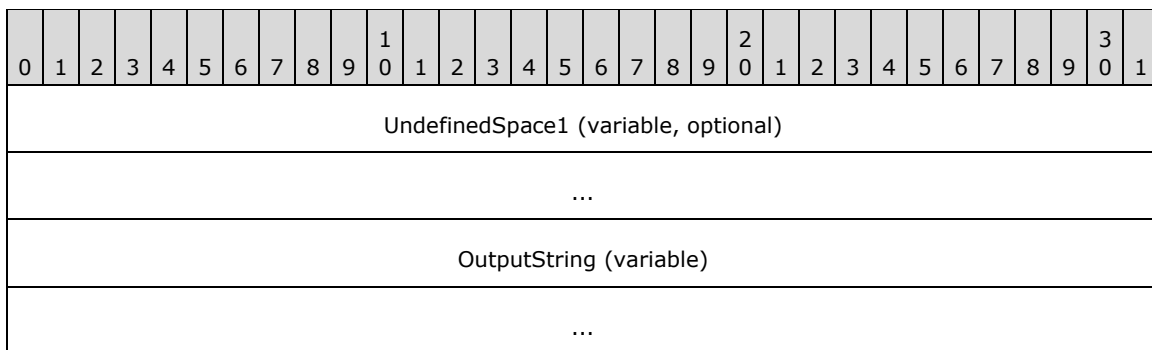 1 2 3
0 1 2 3 4 5 6 7 8 9 0 1 2 3 4 5 6 7 8 9 0 1 2 3 4 5 6 7 8 9 0 1
UndefinedSpace1 (variable, optional)
...
OutputString (variable)
...